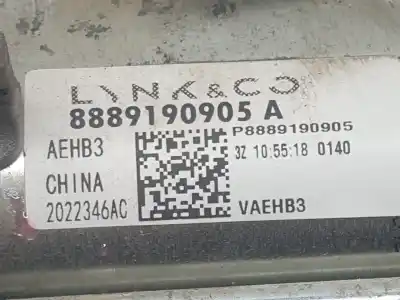 LYNK&CO
8889190905 A
P8889190905
AEHB3
3Z 10:55:18 0140
CHINA
2022346AC
VAEHB3